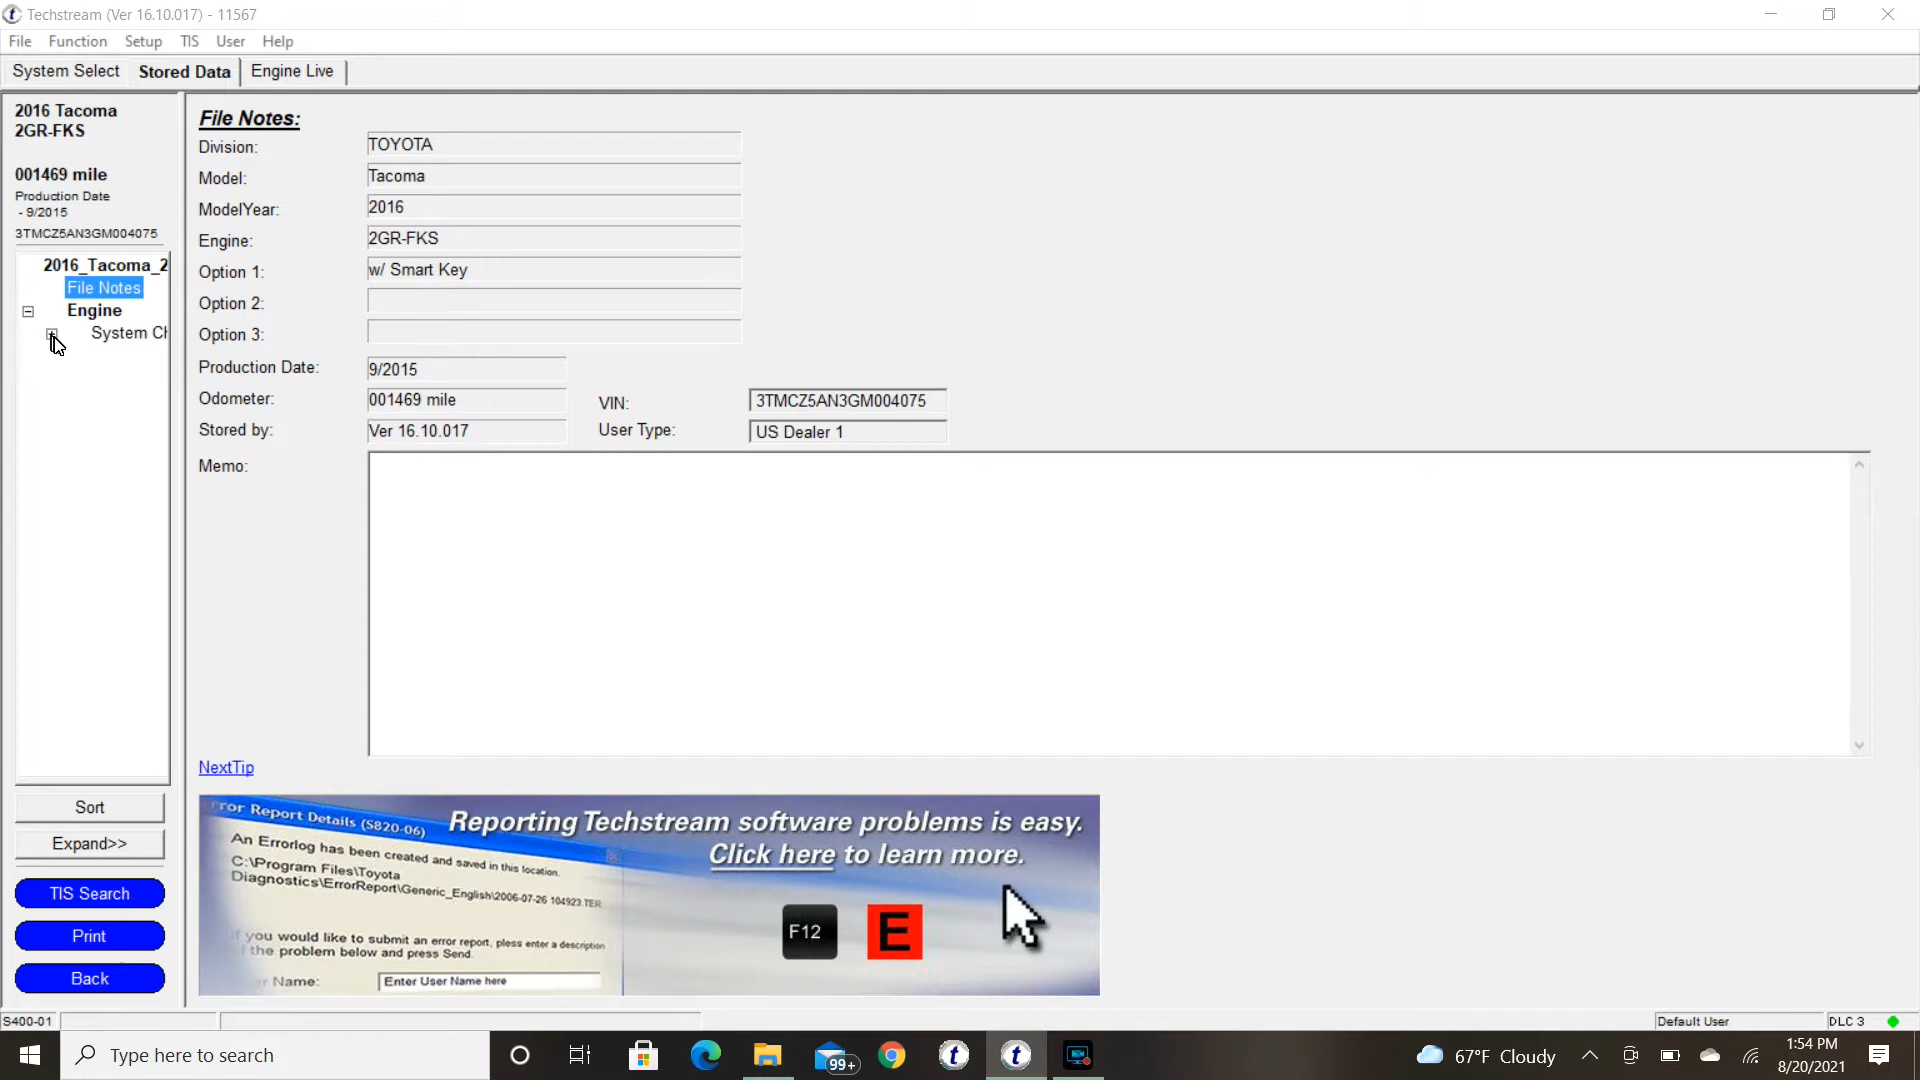 Techstream (Ver 16.10.017) - 11567
File Function Setup TIS User Help
System Select Stored Data Engine Live
2016 Tacoma
2GR-FKS
001469 mile
Production Date
- 9/2015
3TMCZ5AN3GM004075
2016_Tacoma_2
File Notes
Engine
System Ch
Sort
Expand>>
TIS Search
Print
Back
File Notes:
Division: TOYOTA
Model: Tacoma
ModelYear: 2016
Engine: 2GR-FKS
Option 1: w/ Smart Key
Option 2:
Option 3:
Production Date: 9/2015
Odometer: 001469 mile VIN: 3TMCZ5AN3GM004075
Stored by: Ver 16.10.017 User Type: US Dealer 1
Memo:
NextTip
rror Report Details (S820-06)
An Errorlog has been created and saved in this location.
C:\Program Files\Toyota
Diagnostics\ErrorReport\Generic_English\2006-07-26 104923.TER
f you would like to submit an error report, pless enter a description
f the problem below and press Send.
r Name: Enter User Name here
Reporting Techstream software problems is easy.
Click here to learn more.
F12 E
S400-01 Default User DLC 3
Type here to search
99+
67°F Cloudy
1:54 PM
8/20/2021